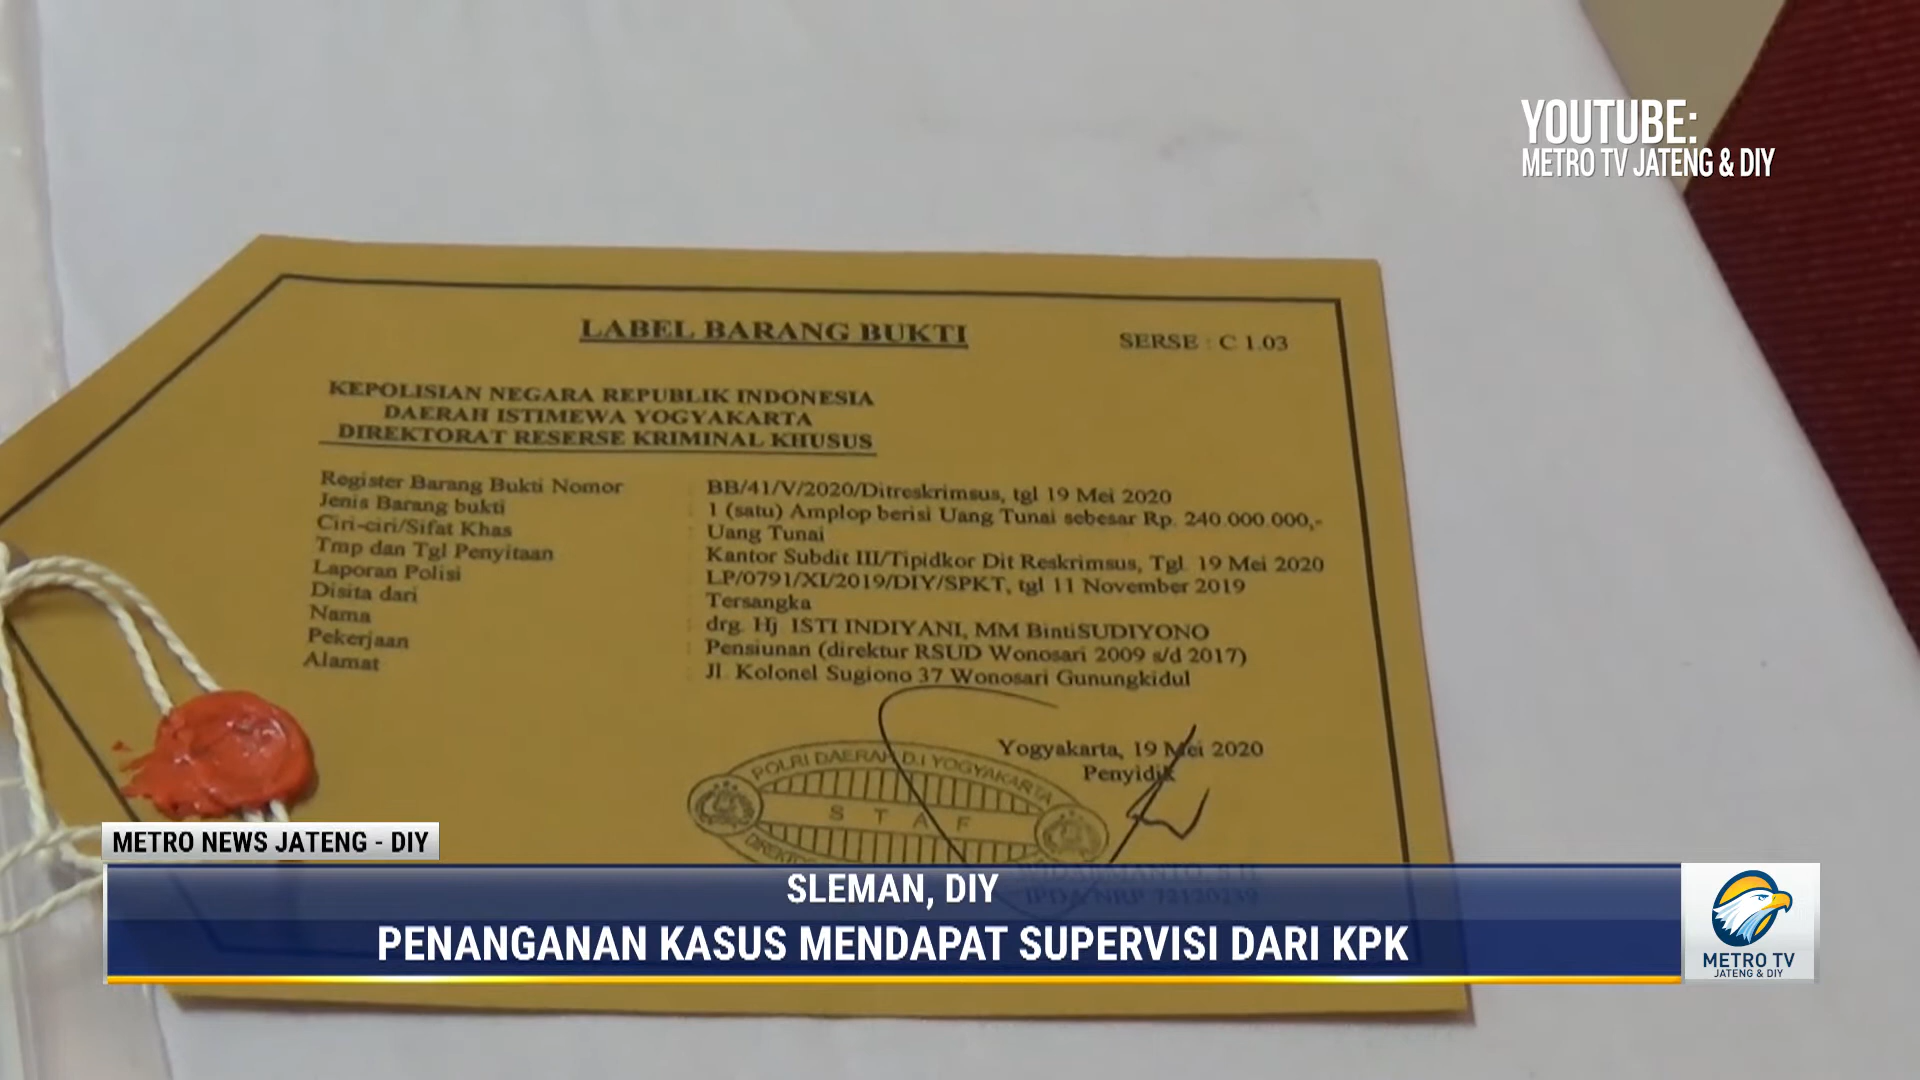 YOUTUBE:
METRO TV JATENG & DIY
LABEL BARANG BUKTI
SERSE : C 1.03
KEPOLISIAN NEGARA REPUBLIK INDONESIA
DAERAH ISTIMEWA YOGYAKARTA
DIREKTORAT RESERSE KRIMINAL KHUSUS
Register Barang Bukti Nomor : BB/41/V/2020/Ditreskrimsus, tgl 19 Mei 2020
Jenis Barang bukti : 1 (satu) Amplop berisi Uang Tunai sebesar Rp. 240.000.000,-
Ciri-ciri/Sifat Khas : Uang Tunai
Tmp dan Tgl Penyitaan : Kantor Subdit III/Tipidkor Dit Reskrimsus, Tgl. 19 Mei 2020
Laporan Polisi : LP/0791/XI/2019/DIY/SPKT, tgl 11 November 2019
Disita dari : Tersangka
Nama : drg. Hj ISTI INDIYANI, MM BintiSUDIYONO
Pekerjaan : Pensiunan (direktur RSUD Wonosari 2009 s/d 2017)
Alamat : Jl. Kolonel Sugiono 37 Wonosari Gunungkidul
Yogyakarta, 19 Mei 2020
Penyidik
POLRI DAERAH D.I YOGYAKARTA
STAF
METRO NEWS JATENG - DIY
SLEMAN, DIY
PENANGANAN KASUS MENDAPAT SUPERVISI DARI KPK
METRO TV
JATENG & DIY